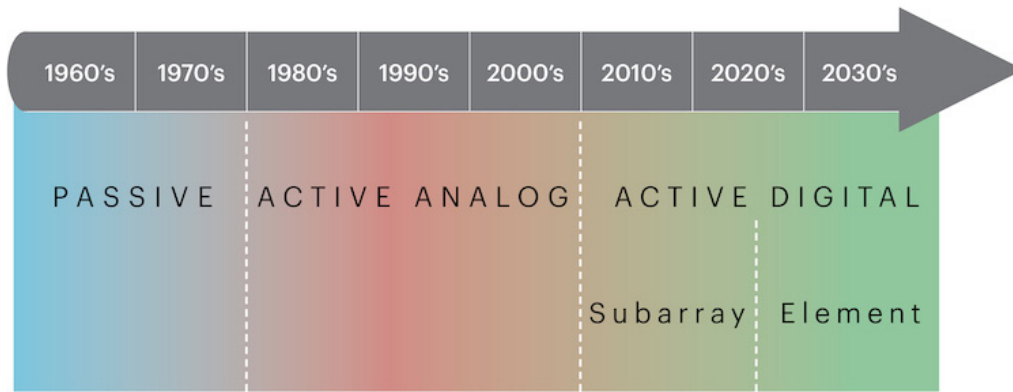 1960's 1970's 1980's 1990's 2000's 2010's 2020's 2030's
PASSIVE ACTIVE ANALOG ACTIVE DIGITAL
Subarray Element